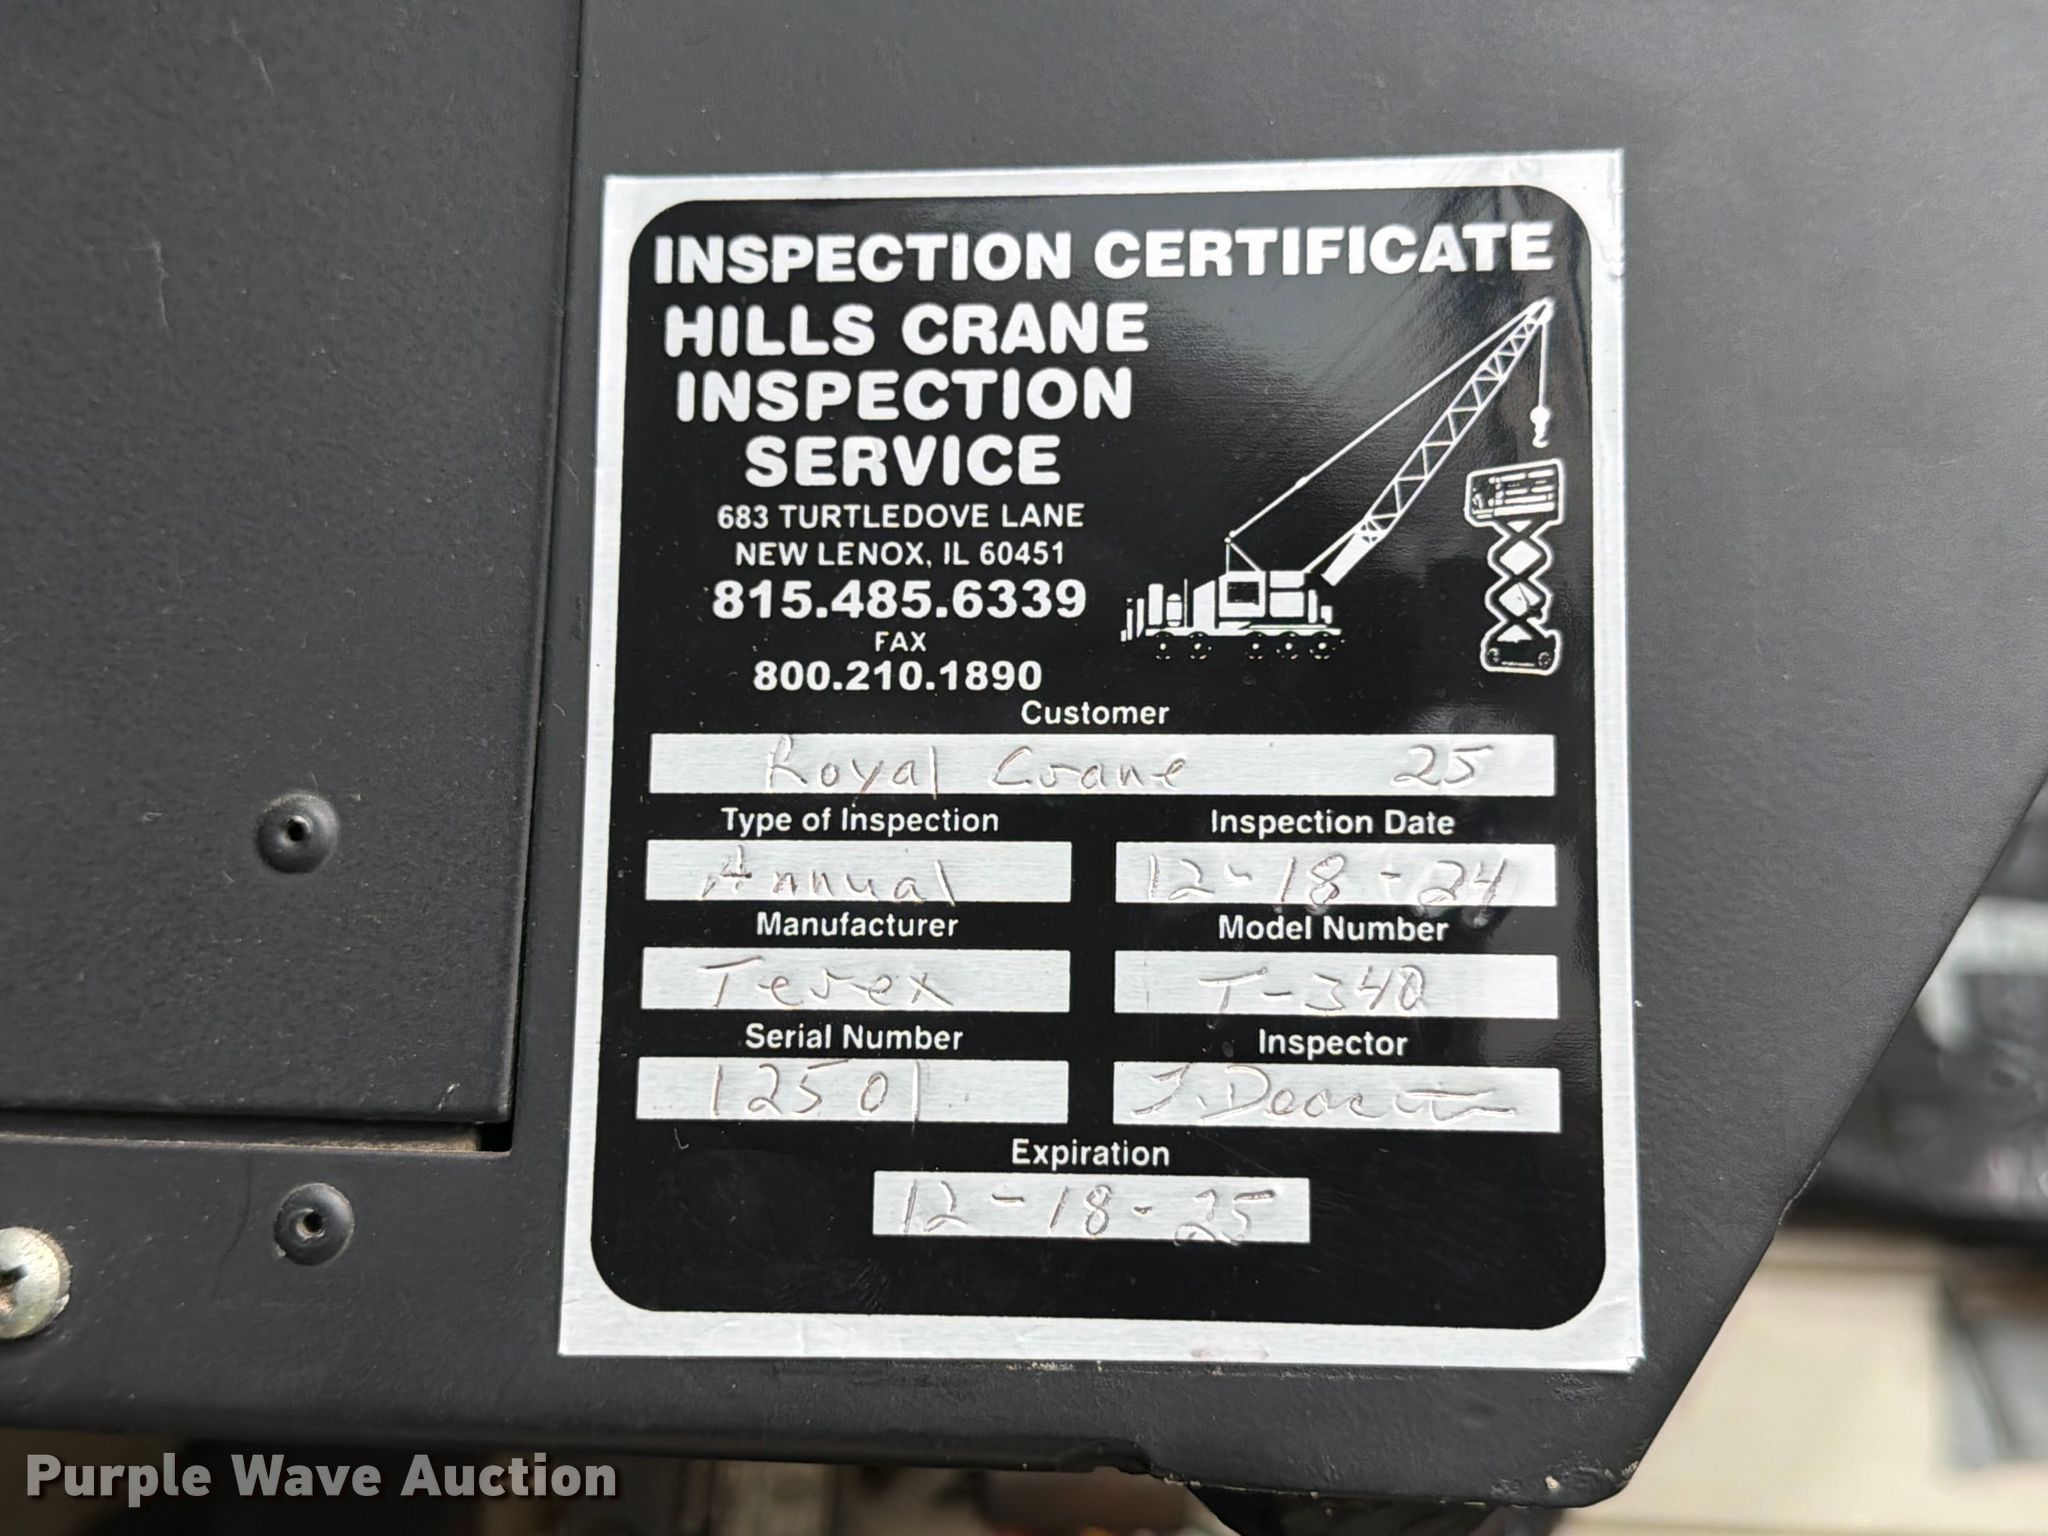 INSPECTION CERTIFICATE
HILLS CRANE
INSPECTION
SERVICE
683 TURTLEDOVE LANE
NEW LENOX, IL 60451
815.485.6339
FAX
800.210.1890
Customer
Royal Crane 25
Type of Inspection Inspection Date
Annual 12-18-24
Manufacturer Model Number
Terex T-340
Serial Number Inspector
12501 J.
Expiration
12-18-25
Purple Wave Auction